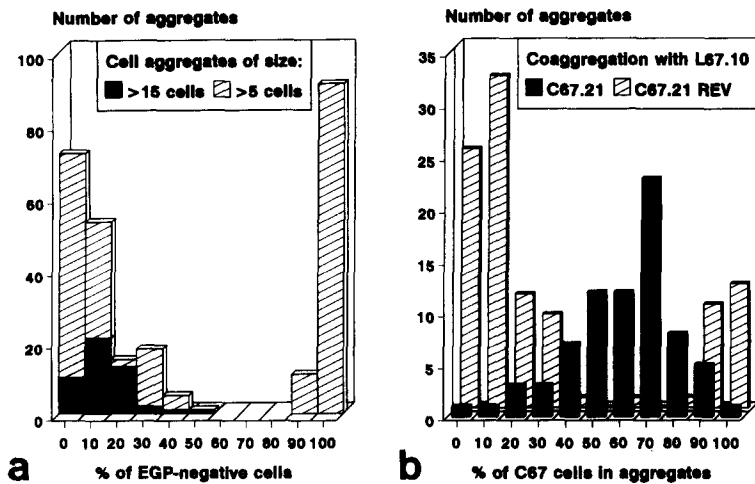 Number of aggregates
100
80
60
40
20
0
Cell aggregates of size:
>15 cells >5 cells
0 10 20 30 40 50 60 70 80 90 100
a % of EGP-negative cells
Number of aggregates
35
30
25
20
15
10
5
0
Coaggregation with L67.10
C67.21 C67.21 REV
0 10 20 30 40 50 60 70 80 90 100
b % of C67 cells in aggregates